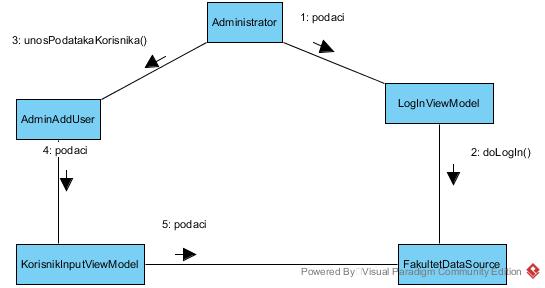 Administrator
1: podaci
3: unosPodatakaKorisnika()
AdminAddUser
LogInViewModel
4: podaci
2: doLogIn()
5: podaci
KorisnikInputViewModel
FakultetDataSource
Powered By Visual Paradigm Community Edition